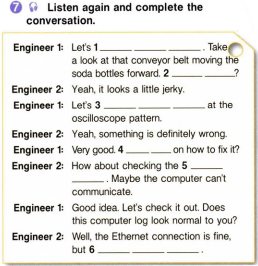 7 Listen again and complete the
conversation.
Engineer 1: Let's 1 ______ ______ ______. Take
a look at that conveyor belt moving the
soda bottles forward. 2 ______ ______?
Engineer 2: Yeah, it looks a little jerky.
Engineer 1: Let's 3 ______ ______ ______ at the
oscilloscope pattern.
Engineer 2: Yeah, something is definitely wrong.
Engineer 1: Very good. 4 ______ ______ on how to fix it?
Engineer 2: How about checking the 5 ______
______. Maybe the computer can't
communicate.
Engineer 1: Good idea. Let's check it out. Does
this computer log look normal to you?
Engineer 2: Well, the Ethernet connection is fine,
but 6 ______ ______ ______.